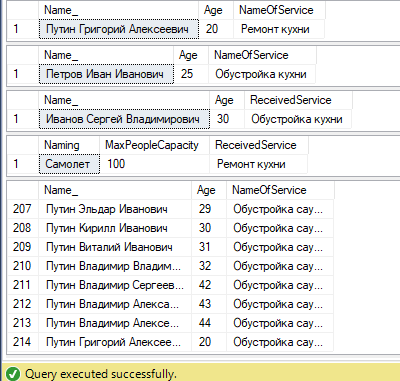 Name_ Age NameOfService
1 Путин Григорий Алексеевич 20 Ремонт кухни
Name_ Age NameOfService
1 Петров Иван Иванович 25 Обустройка кухни
Name_ Age ReceivedService
1 Иванов Сергей Владимирович 30 Обустройка кухни
Naming MaxPeopleCapacity ReceivedService
1 Самолет 100 Ремонт кухни
Name_ Age NameOfService
207 Путин Эльдар Иванович 29 Обустройка сау...
208 Путин Кирилл Иванович 30 Обустройка сау...
209 Путин Виталий Иванович 31 Обустройка сау...
210 Путин Владимир Владим... 32 Обустройка сау...
211 Путин Владимир Сергеев... 42 Обустройка сау...
212 Путин Владимир Алекса... 43 Обустройка сау...
213 Путин Владимир Алексе... 44 Обустройка сау...
214 Путин Григорий Алексее... 20 Обустройка сау...
Query executed successfully.